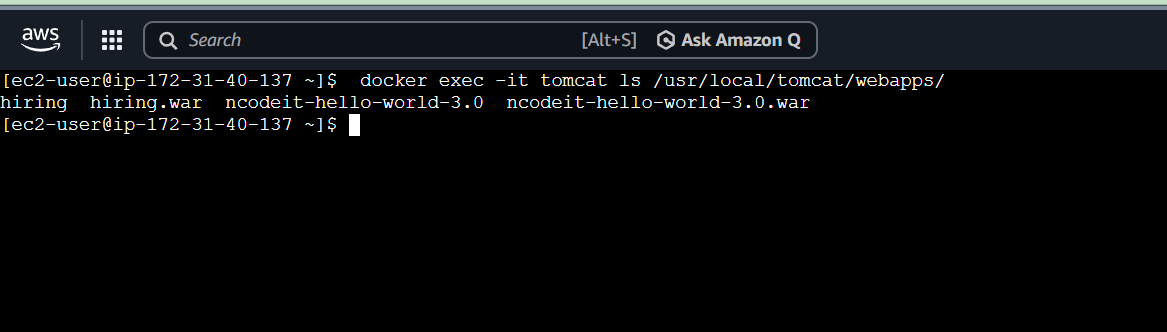 aws Search [Alt+S] Ask Amazon Q
[ec2-user@ip-172-31-40-137 ~]$  docker exec -it tomcat ls /usr/local/tomcat/webapps/
hiring  hiring.war  ncodeit-hello-world-3.0  ncodeit-hello-world-3.0.war
[ec2-user@ip-172-31-40-137 ~]$